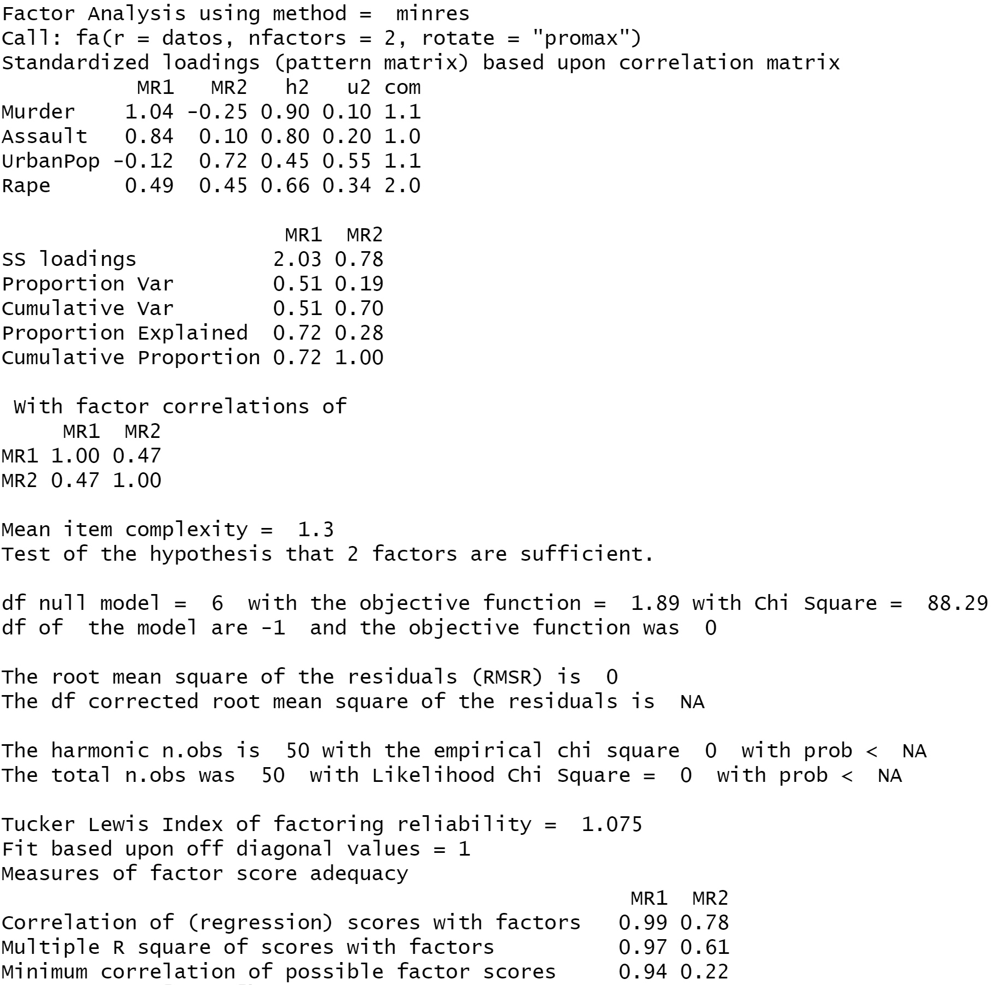 Factor Analysis using method =  minres
Call: fa(r = datos, nfactors = 2, rotate = "promax")
Standardized loadings (pattern matrix) based upon correlation matrix
           MR1   MR2   h2   u2 com
Murder    1.04 -0.25 0.90 0.10 1.1
Assault   0.84  0.10 0.80 0.20 1.0
UrbanPop -0.12  0.72 0.45 0.55 1.1
Rape      0.49  0.45 0.66 0.34 2.0

                       MR1  MR2
SS loadings           2.03 0.78
Proportion Var        0.51 0.19
Cumulative Var        0.51 0.70
Proportion Explained  0.72 0.28
Cumulative Proportion 0.72 1.00

 With factor correlations of
     MR1  MR2
MR1 1.00 0.47
MR2 0.47 1.00

Mean item complexity =  1.3
Test of the hypothesis that 2 factors are sufficient.

df null model =  6  with the objective function =  1.89 with Chi Square =  88.29
df of  the model are -1  and the objective function was  0

The root mean square of the residuals (RMSR) is  0
The df corrected root mean square of the residuals is  NA

The harmonic n.obs is  50 with the empirical chi square  0  with prob <  NA
The total n.obs was  50  with Likelihood Chi Square =  0  with prob <  NA

Tucker Lewis Index of factoring reliability =  1.075
Fit based upon off diagonal values = 1
Measures of factor score adequacy
                                                   MR1  MR2
Correlation of (regression) scores with factors   0.99 0.78
Multiple R square of scores with factors          0.97 0.61
Minimum correlation of possible factor scores     0.94 0.22